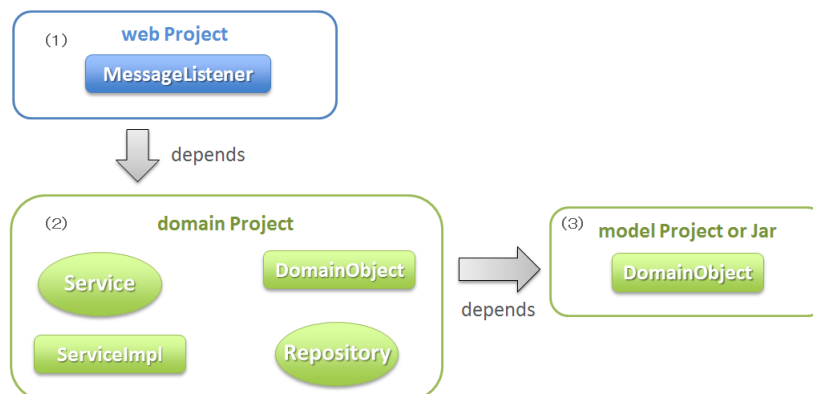 (1)
web Project
MessageListener
depends
(2)
domain Project
Service
DomainObject
ServiceImpl
Repository
depends
(3)
model Project or Jar
DomainObject